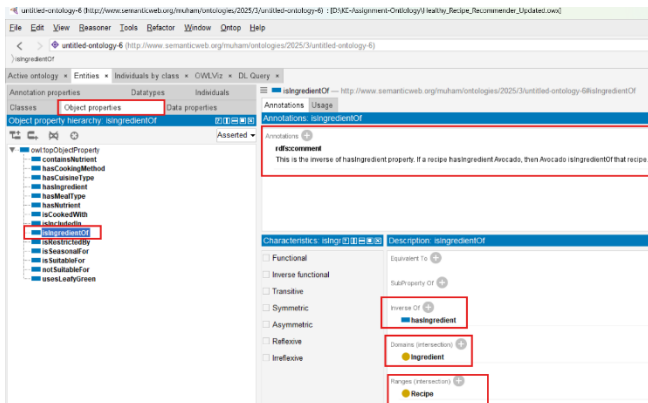 untitled-ontology-6 (http://www.semanticweb.org/muham/ontologies/2025/3/untitled-ontology-6) : [D:\KE-Assignment-Ontlology\Healthy_Recipe_Recommender_Updated.owx]
File Edit View Reasoner Tools Refactor Window Ontop Help
untitled-ontology-6 (http://www.semanticweb.org/muham/ontologies/2025/3/untitled-ontology-6)
isIngredientOf
Active ontology × Entities × Individuals by class × OWLViz × DL Query ×
Annotation properties Datatypes Individuals
Classes Object properties Data properties
Object property hierarchy: isIngredientOf
Asserted
owl:topObjectProperty
containsNutrient
hasCookingMethod
hasCuisineType
hasIngredient
hasMealType
hasNutrient
isCookedWith
isIncludedIn
isIngredientOf
isRestrictedBy
isSeasonalFor
isSuitableFor
notSuitableFor
usesLeafyGreen
isIngredientOf — http://www.semanticweb.org/muham/ontologies/2025/3/untitled-ontology-6#isIngredientOf
Annotations Usage
Annotations: isIngredientOf
Annotations
rdfs:comment
This is the inverse of hasIngredient property. If a recipe hasIngredient Avocado, then Avocado isIngredientOf that recipe.
Characteristics: isIngr
Functional
Inverse functional
Transitive
Symmetric
Asymmetric
Reflexive
Irreflexive
Description: isIngredientOf
Equivalent To
SubProperty Of
Inverse Of
hasIngredient
Domains (intersection)
Ingredient
Ranges (intersection)
Recipe